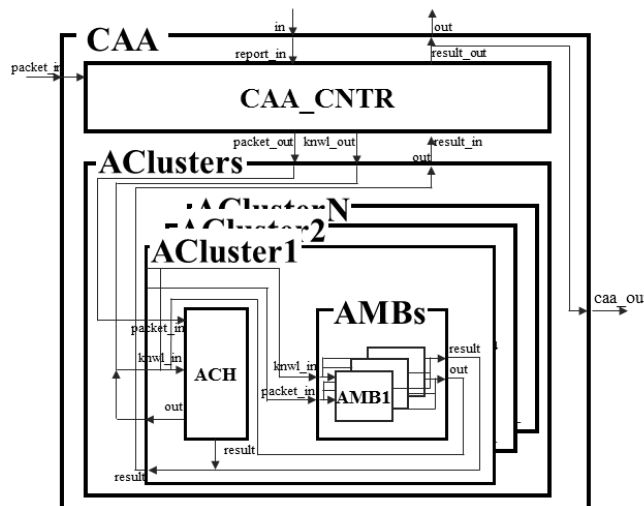 in
out
CAA
packet_in
report_in
result_out
CAA_CNTR
packet_out
knwl_out
result_in
AClusters
out
AClusterN
ACluster2
ACluster1
AMBs
caa_ou
packet_in
knwl_in
ACH
knwl_in
result
packet_in
out
AMB1
out
result
result